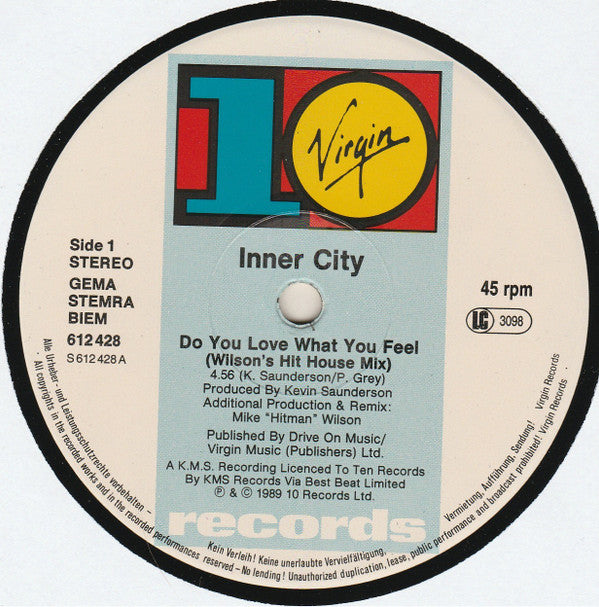 10
Virgin
Inner City
Side 1
STEREO
GEMA
STEMRA
BIEM
612 428
S 612 428 A
45 rpm
LC 3098
Do You Love What You Feel
(Wilson's Hit House Mix)
4.56 (K. Saunderson/P. Grey)
Produced By Kevin Saunderson
Additional Production & Remix:
Mike "Hitman" Wilson
Published By Drive On Music/
Virgin Music (Publishers) Ltd.
A K.M.S. Recording Licenced To Ten Records
By KMS Records Via Best Beat Limited
℗ & © 1989 10 Records Ltd.
records
Alle Urheber- und Leistungsschutzrechte vorbehalten - Kein Verleih! Keine unerlaubte Vervielfältigung, Vermietung, Aufführung, Sendung! Virgin Records
All copyrights in the recorded works and in the recorded performances reserved - No lending! Unauthorized duplication, lease, public performance and broadcast prohibited! Virgin Records